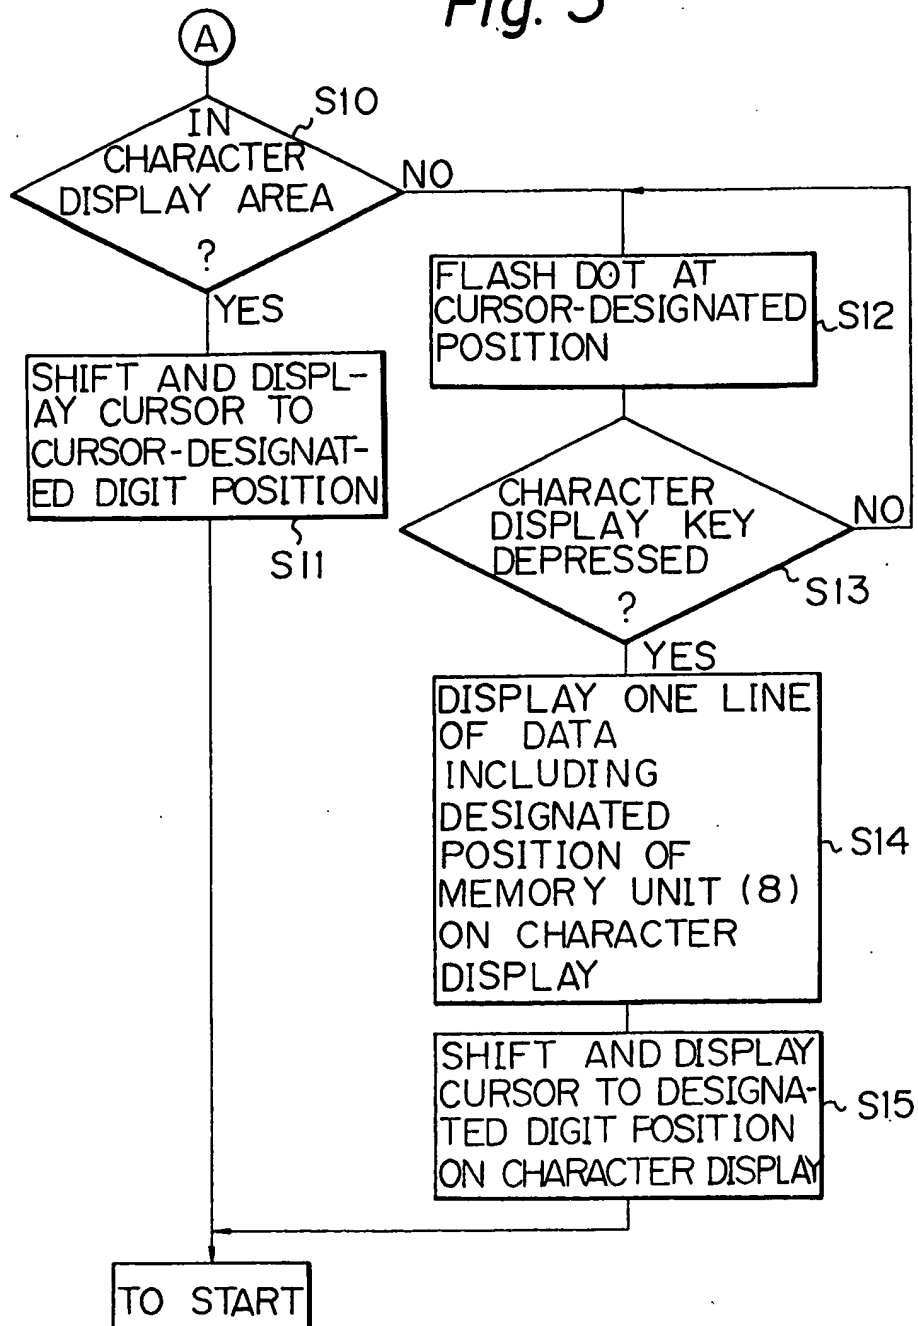 Fig. 5
A
S10
IN
CHARACTER
DISPLAY AREA
?
NO
YES
SHIFT AND DISPL-
AY CURSOR TO
CURSOR-DESIGNAT-
ED DIGIT POSITION
S11
FLASH DOT AT
CURSOR-DESIGNATED
POSITION
S12
CHARACTER
DISPLAY KEY
DEPRESSED
?
NO
S13
YES
DISPLAY ONE LINE
OF DATA
INCLUDING
DESIGNATED
POSITION OF
MEMORY UNIT (8)
ON CHARACTER
DISPLAY
S14
SHIFT AND DISPLAY
CURSOR TO DESIGNA-
TED DIGIT POSITION
ON CHARACTER DISPLAY
S15
TO START